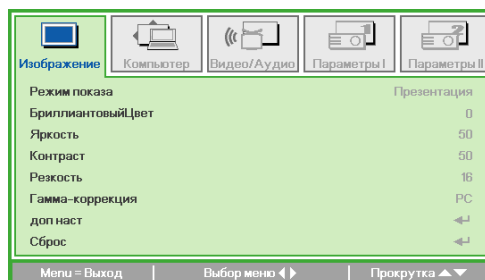 Изображение Компьютер Видео/Аудио Параметры I Параметры II
Режим показа Презентация
БриллиантовыйЦвет 0
Яркость 50
Контраст 50
Резкость 16
Гамма-коррекция PC
доп наст
Сброс
Menu = Выход Выбор меню Прокрутка